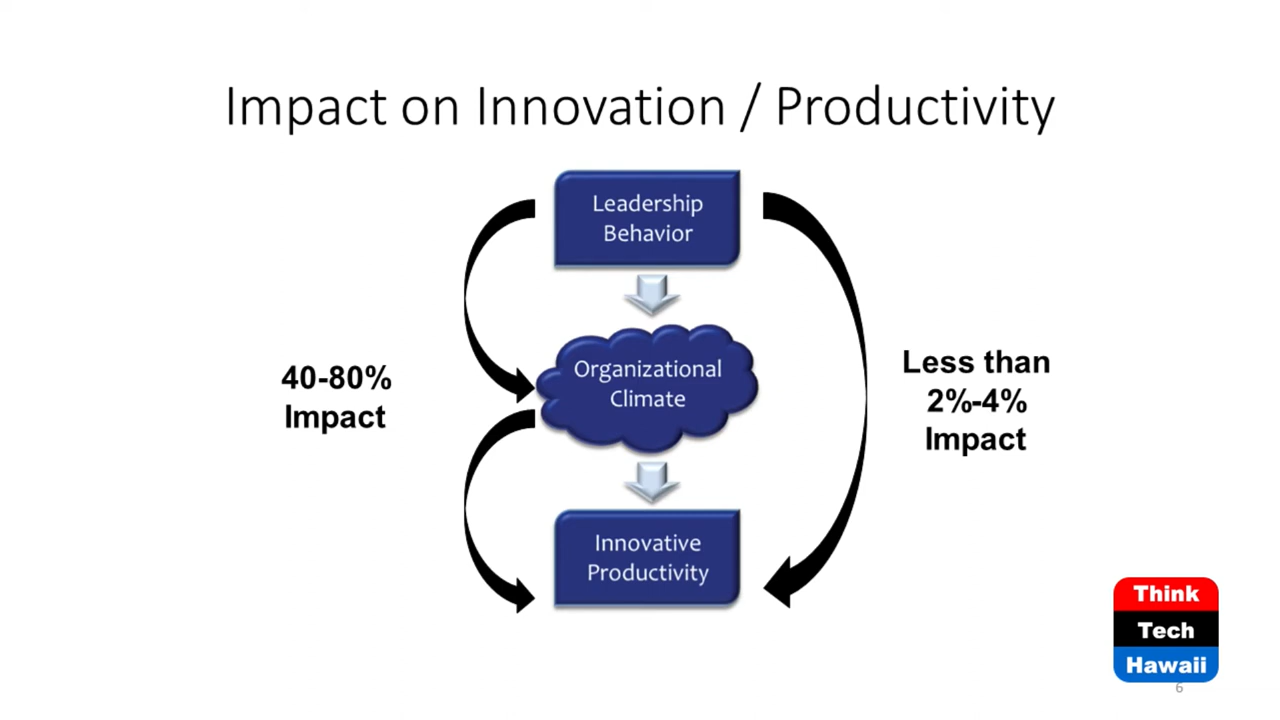 Impact on Innovation / Productivity
Leadership
Behavior
40-80%
Impact
Organizational
Climate
Less than
2%-4%
Impact
Innovative
Productivity
Think
Tech
Hawaii
6